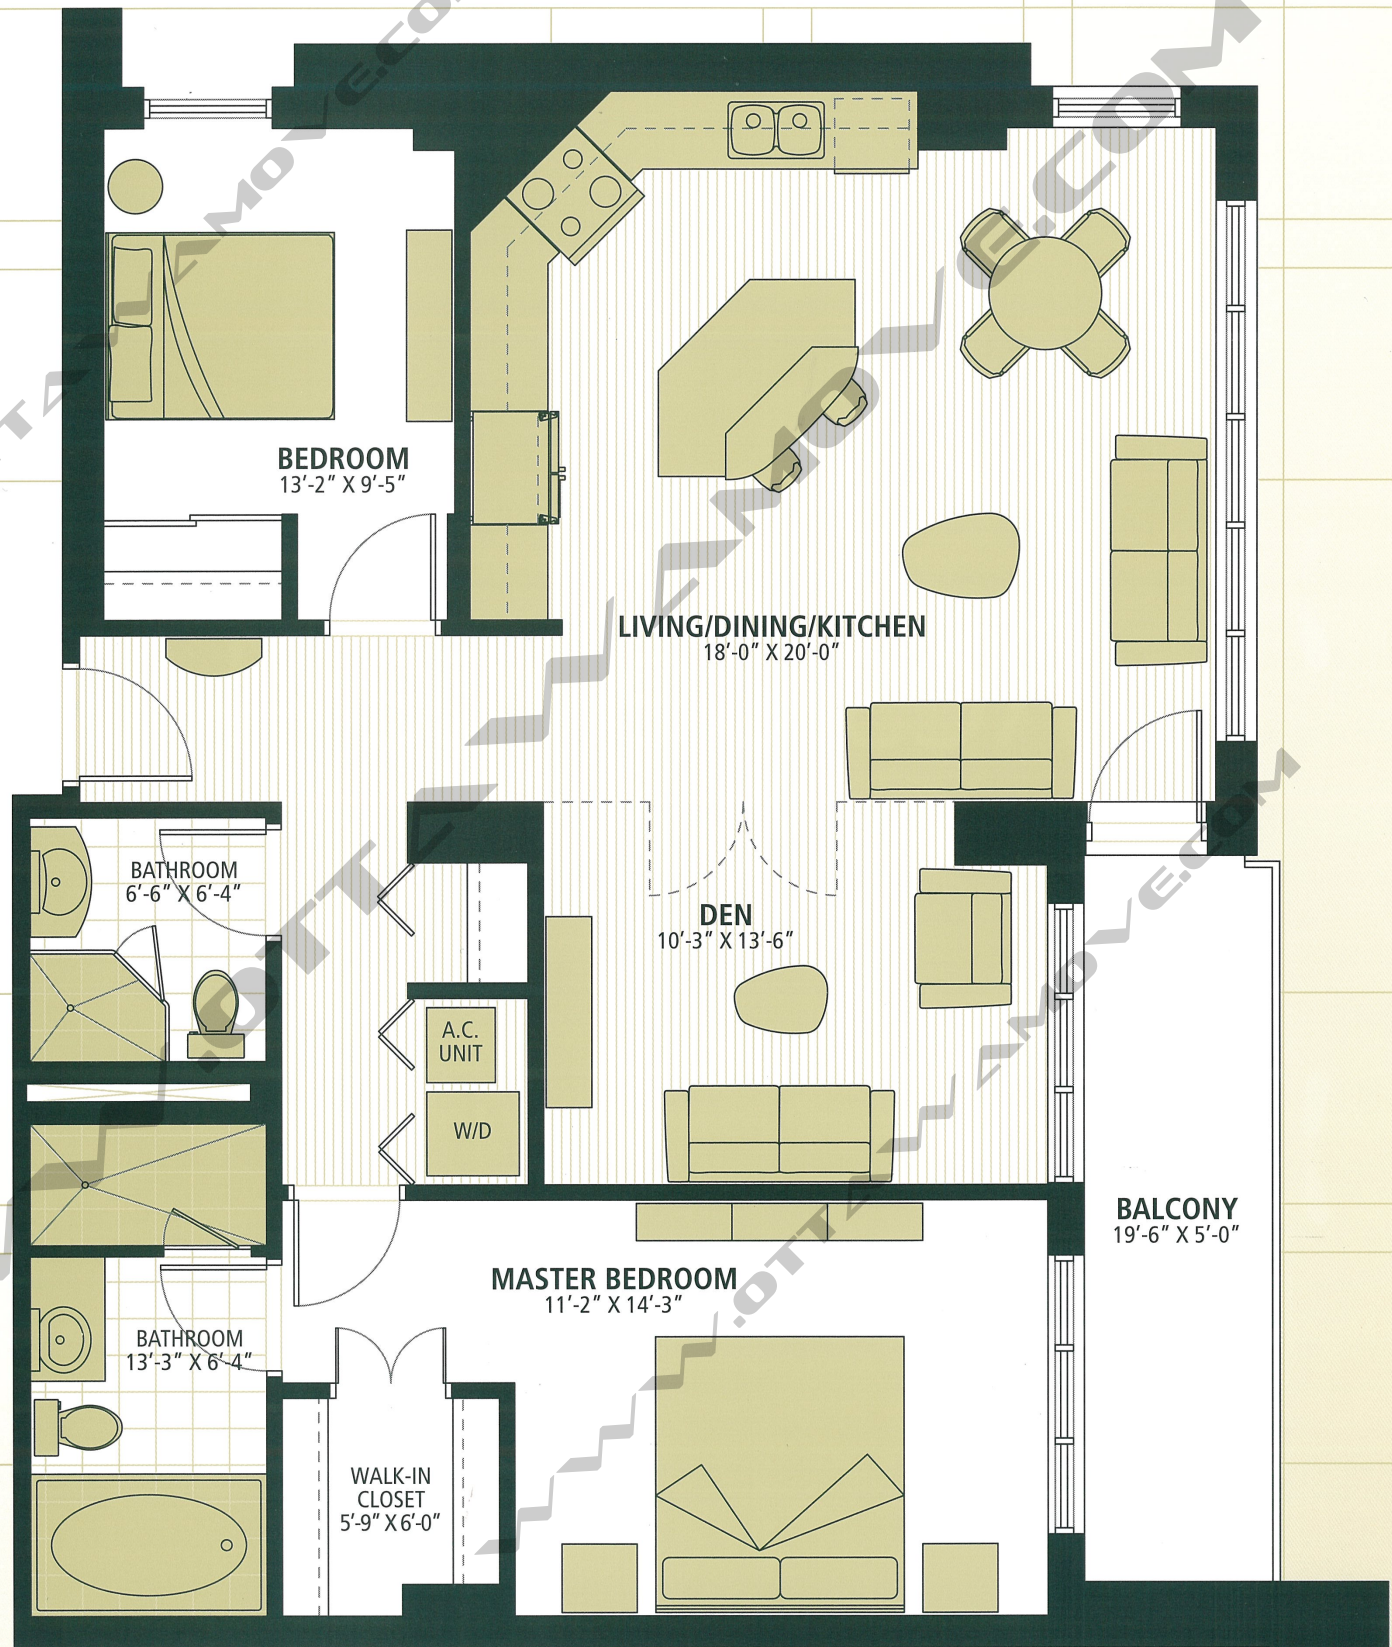 BEDROOM
13'-2" X 9'-5"
LIVING/DINING/KITCHEN
18'-0" X 20'-0"
BATHROOM
6'-6" X 6'-4"
DEN
10'-3" X 13'-6"
A.C.
UNIT
W/D
BALCONY
19'-6" X 5'-0"
MASTER BEDROOM
11'-2" X 14'-3"
BATHROOM
13'-3" X 6'-4"
WALK-IN
CLOSET
5'-9" X 6'-0"
WWW.OTTAWAMOVE.COM
WWW.OTTAWAMOVE.COM
TAWAMOVE.CO